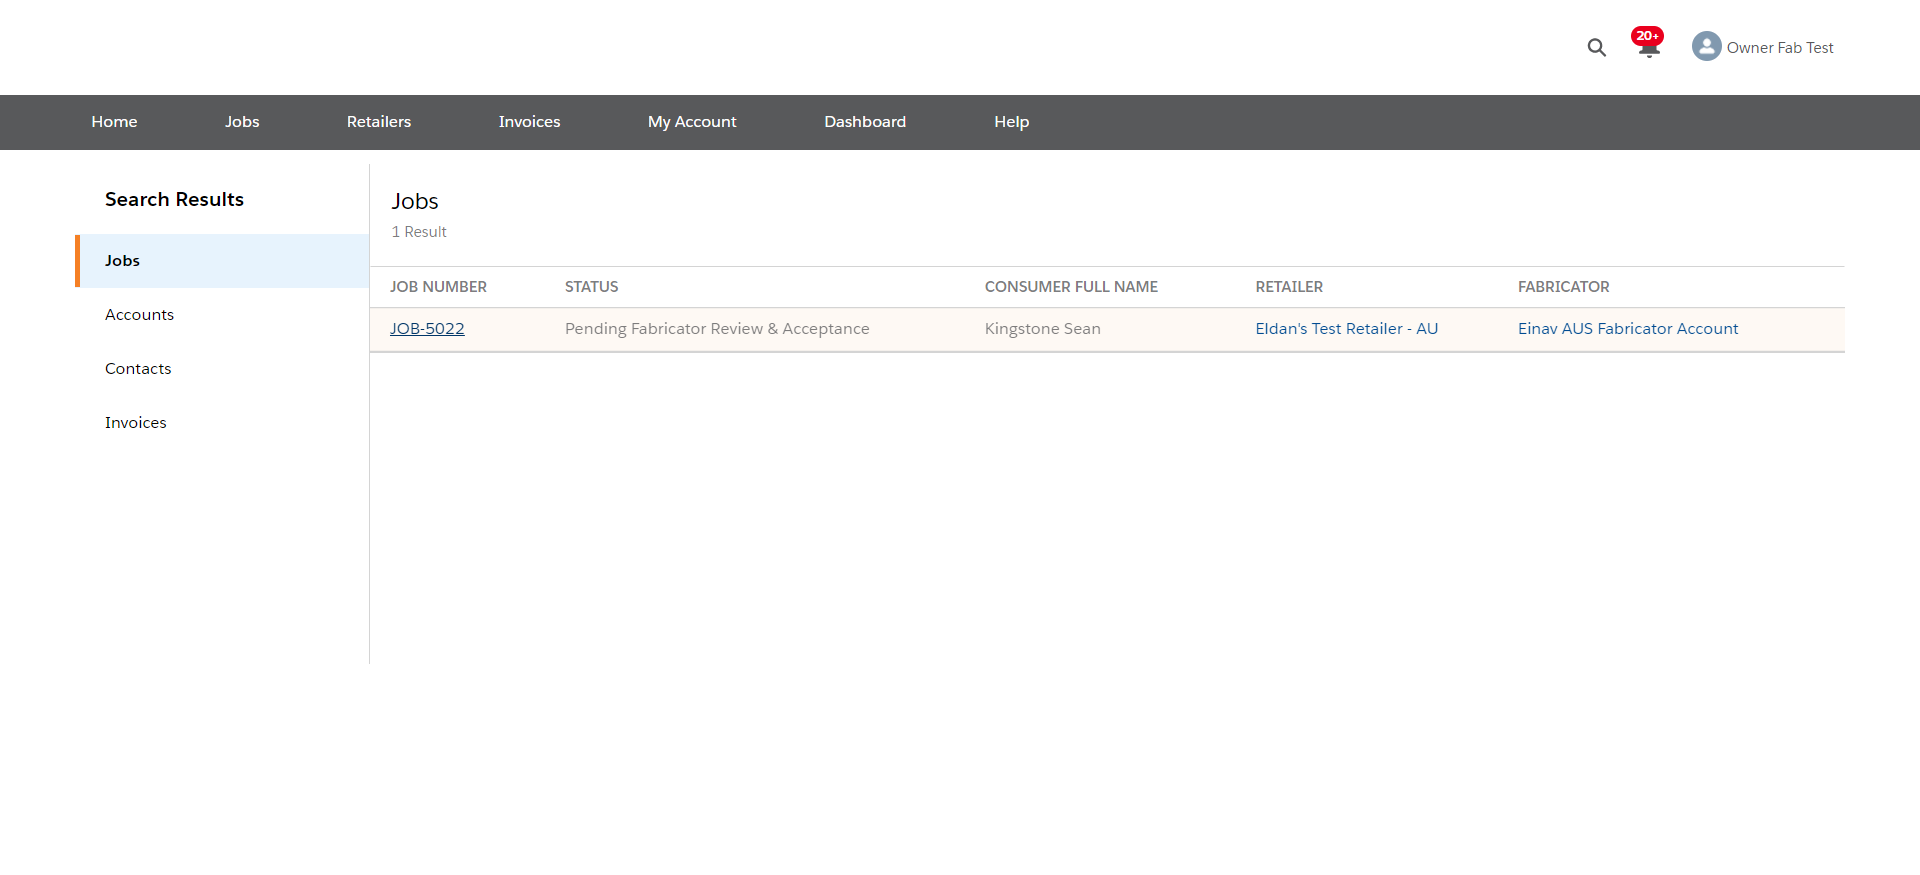 20+
Owner Fab Test
Home Jobs Retailers Invoices My Account Dashboard Help
Search Results
Jobs
Accounts
Contacts
Invoices
Jobs
1 Result
JOB NUMBER STATUS CONSUMER FULL NAME RETAILER FABRICATOR
JOB-5022 Pending Fabricator Review & Acceptance Kingstone Sean Eldan's Test Retailer - AU Einav AUS Fabricator Account